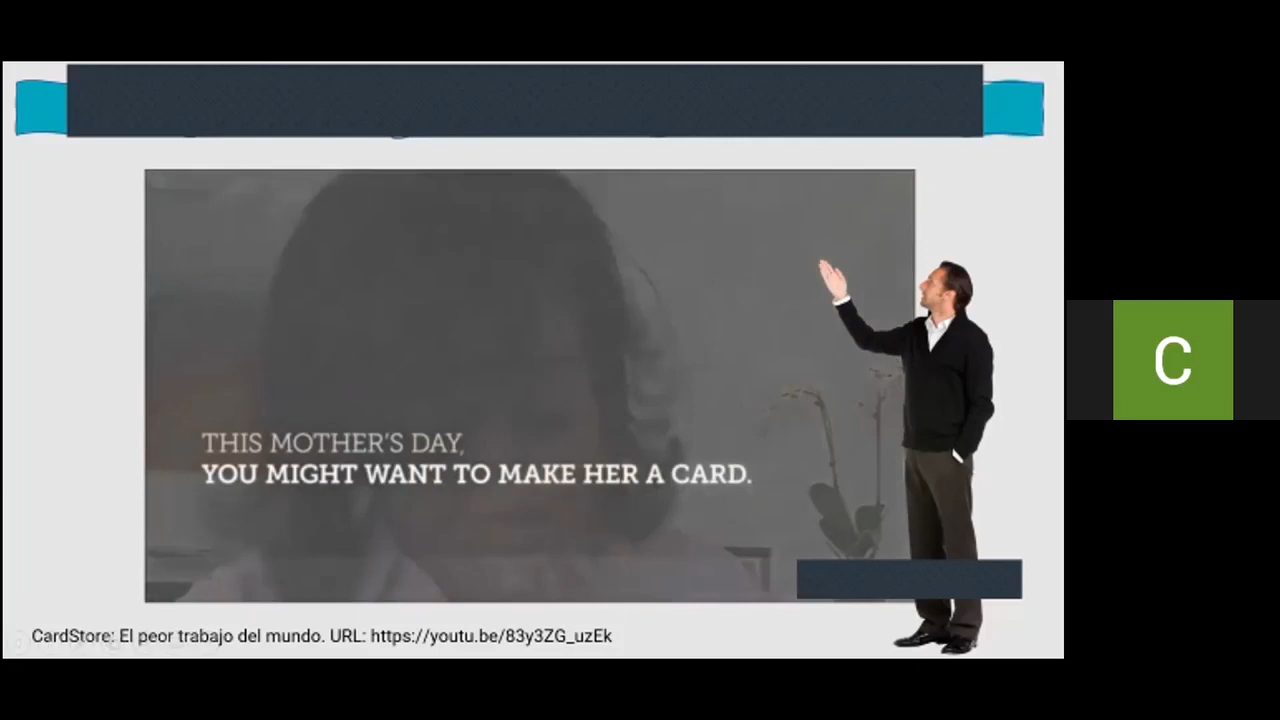 THIS MOTHER'S DAY,
YOU MIGHT WANT TO MAKE HER A CARD.
C
CardStore: El peor trabajo del mundo. URL: https://youtu.be/83y3ZG_uzEk